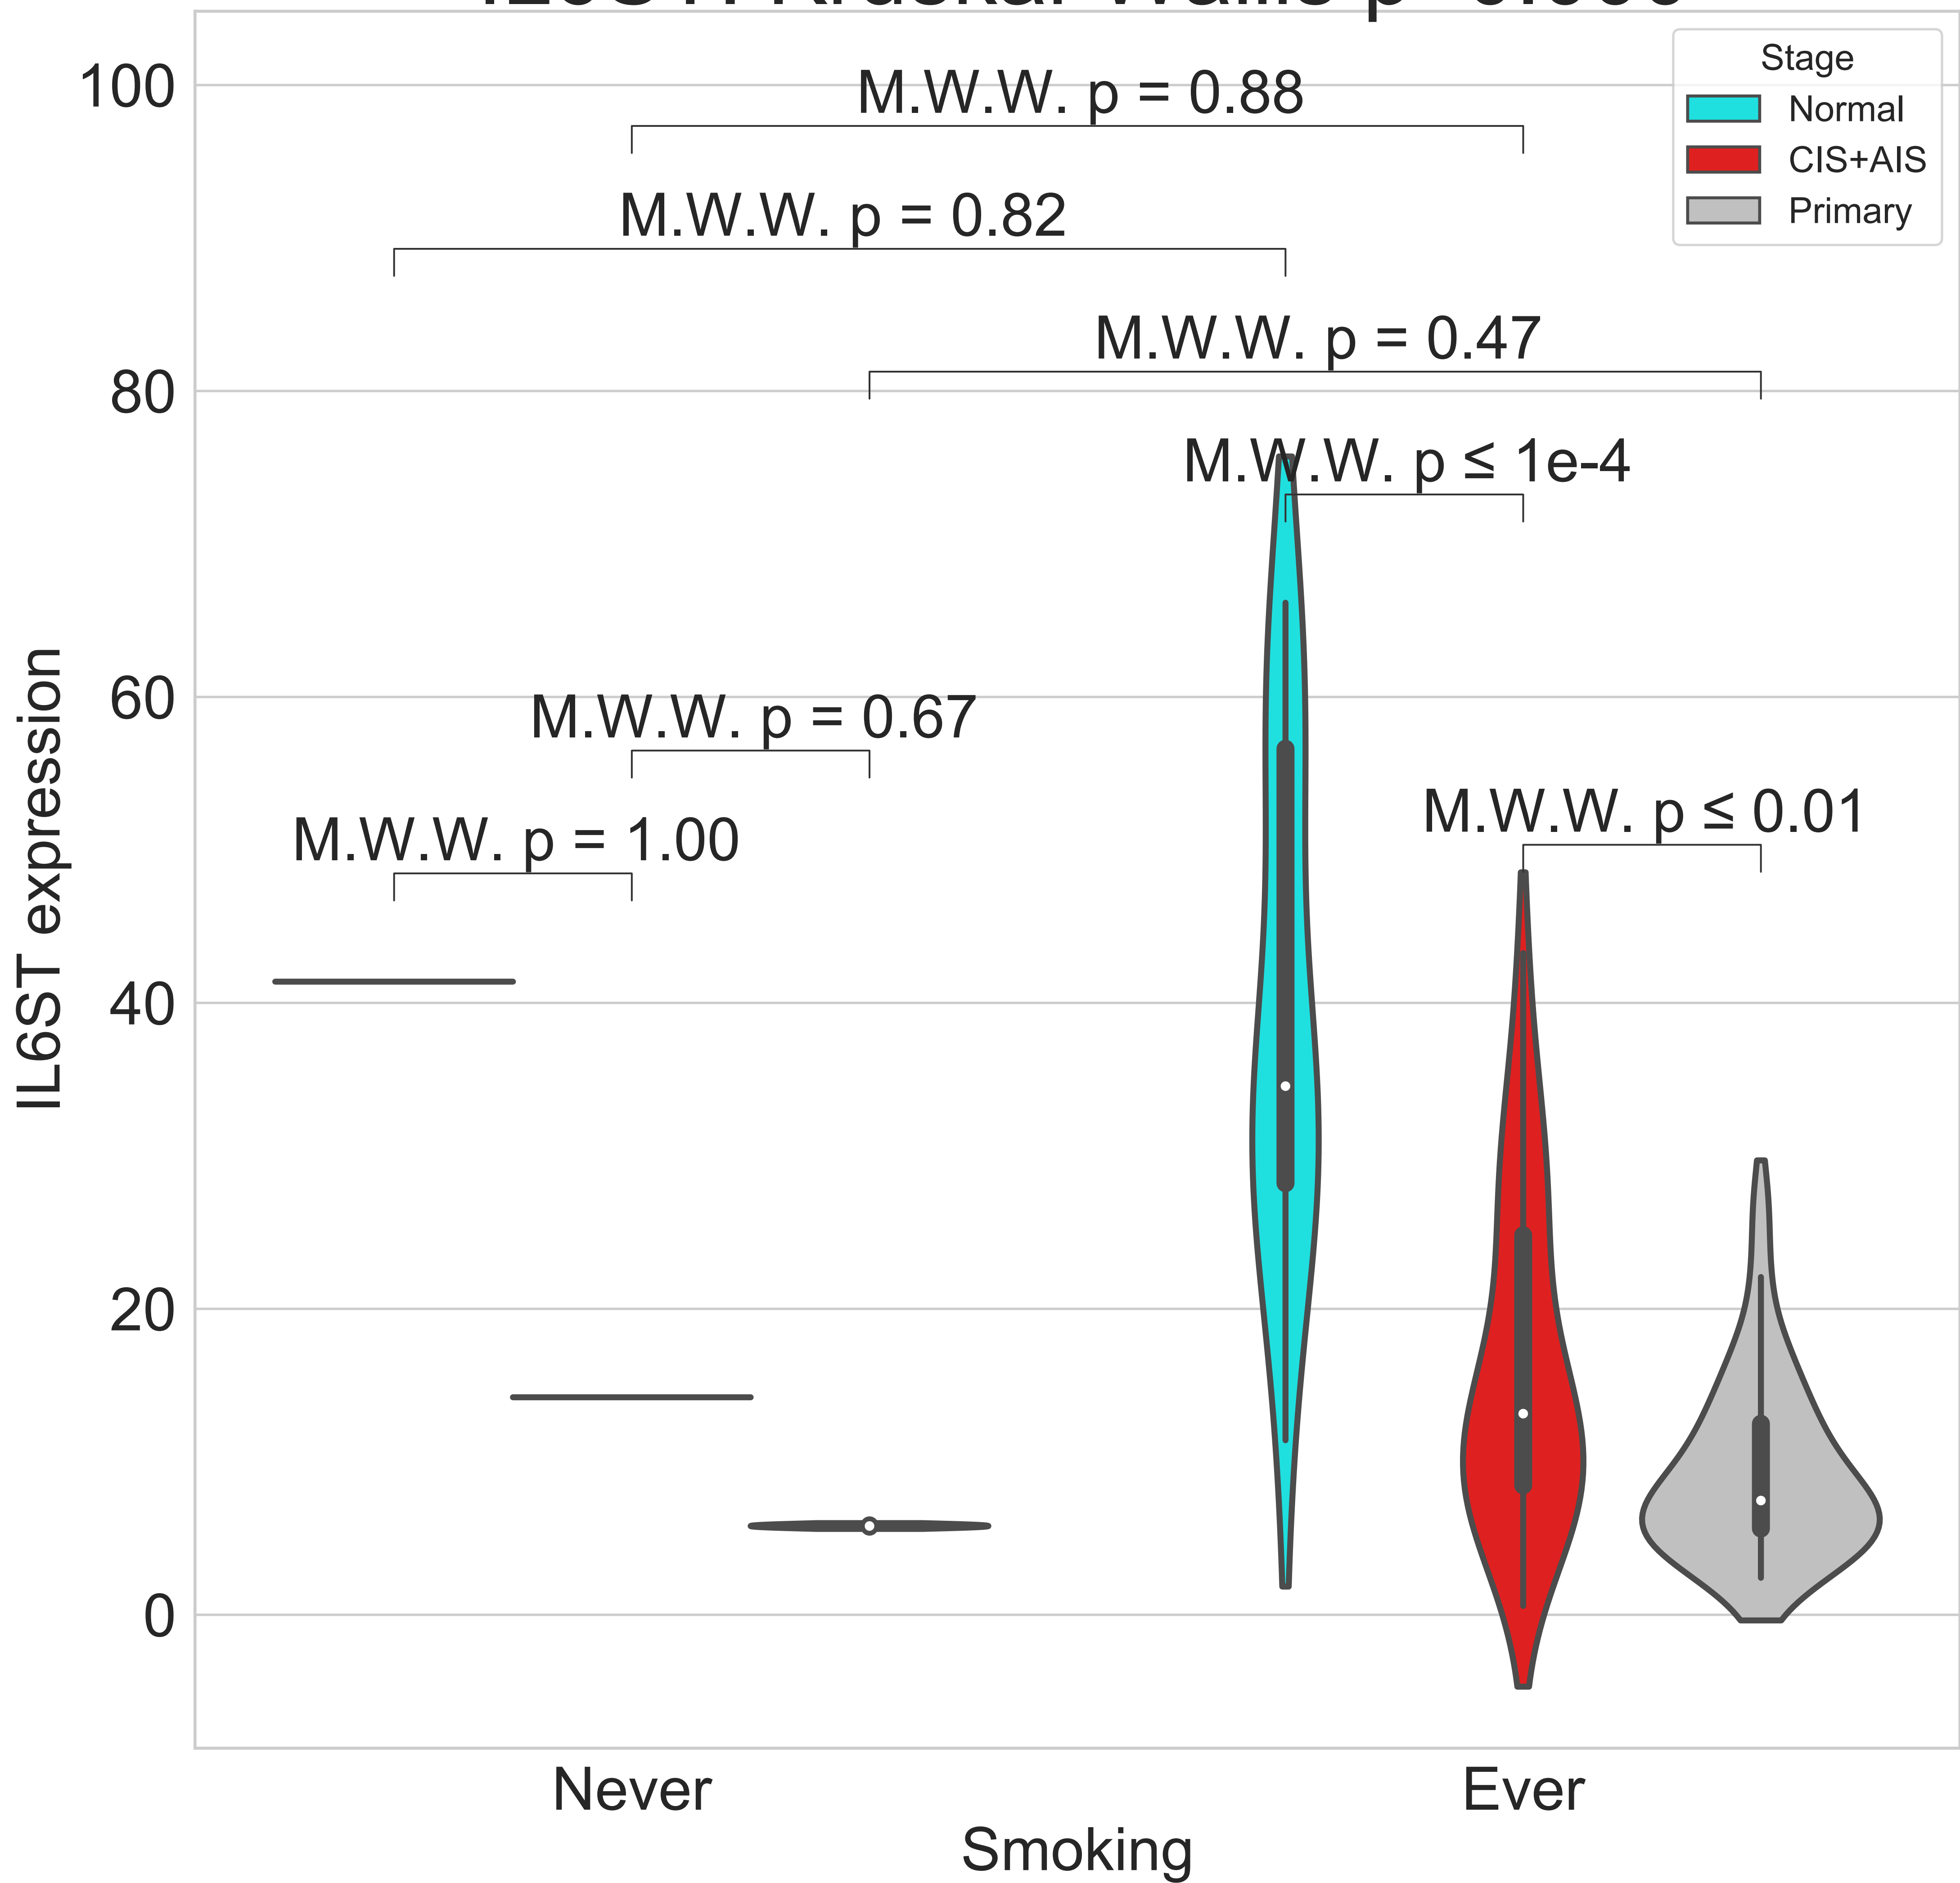 Stage
Normal
CIS+AIS
Primary
100
80
60
40
20
0
IL6ST expression
M.W.W. p = 0.88
M.W.W. p = 0.82
M.W.W. p = 0.47
M.W.W. p ≤ 1e-4
M.W.W. p = 0.67
M.W.W. p ≤ 0.01
M.W.W. p = 1.00
Never
Ever
Smoking